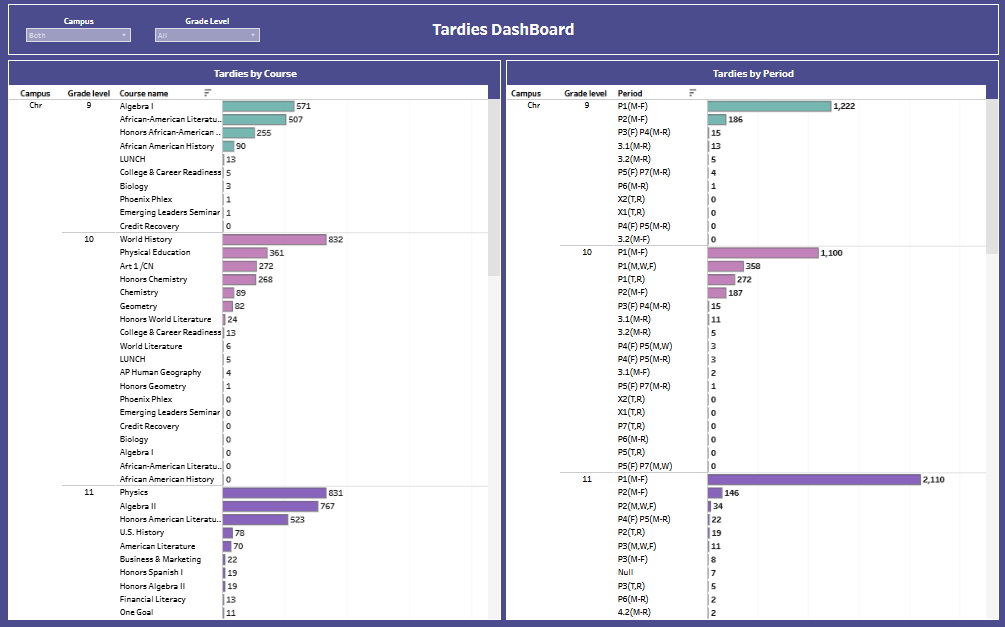 Campus
Both
Grade Level
All
Tardies DashBoard
Tardies by Course
Campus Grade level Course name
Chr 9 Algebra I 571
African-American Literatu.. 507
Honors African-American .. 255
African American History 90
LUNCH 13
College & Career Readiness 5
Biology 3
Phoenix Phlex 1
Emerging Leaders Seminar 1
Credit Recovery 0
10 World History 832
Physical Education 361
Art 1 /CN 272
Honors Chemistry 268
Chemistry 89
Geometry 82
Honors World Literature 24
College & Career Readiness 13
World Literature 6
LUNCH 5
AP Human Geography 4
Honors Geometry 1
Phoenix Phlex 0
Emerging Leaders Seminar 0
Credit Recovery 0
Biology 0
Algebra I 0
African-American Literatu.. 0
African American History 0
11 Physics 831
Algebra II 767
Honors American Literatu.. 523
U.S. History 78
American Literature 70
Business & Marketing 22
Honors Spanish I 19
Honors Algebra II 19
Financial Literacy 13
One Goal 11
Tardies by Period
Campus Grade level Period
Chr 9 P1(M-F) 1,222
P2(M-F) 186
P3(F) P4(M-R) 15
3.1(M-R) 13
3.2(M-R) 5
P5(F) P7(M-R) 4
P6(M-R) 1
X2(T,R) 0
X1(T,R) 0
P4(F) P5(M-R) 0
3.2(M-F) 0
10 P1(M-F) 1,100
P1(M,W,F) 358
P1(T,R) 272
P2(M-F) 187
P3(F) P4(M-R) 15
3.1(M-R) 11
3.2(M-R) 5
P4(F) P5(M,W) 3
P4(F) P5(M-R) 3
3.1(M-F) 2
P5(F) P7(M-R) 1
X2(T,R) 0
X1(T,R) 0
P7(T,R) 0
P6(M-R) 0
P5(T,R) 0
P5(F) P7(M,W) 0
11 P1(M-F) 2,110
P2(M-F) 146
P2(M,W,F) 34
P4(F) P5(M-R) 22
P2(T,R) 19
P3(M,W,F) 11
P3(M-F) 8
Null 7
P3(T,R) 5
P6(M-R) 2
4.2(M-R) 2